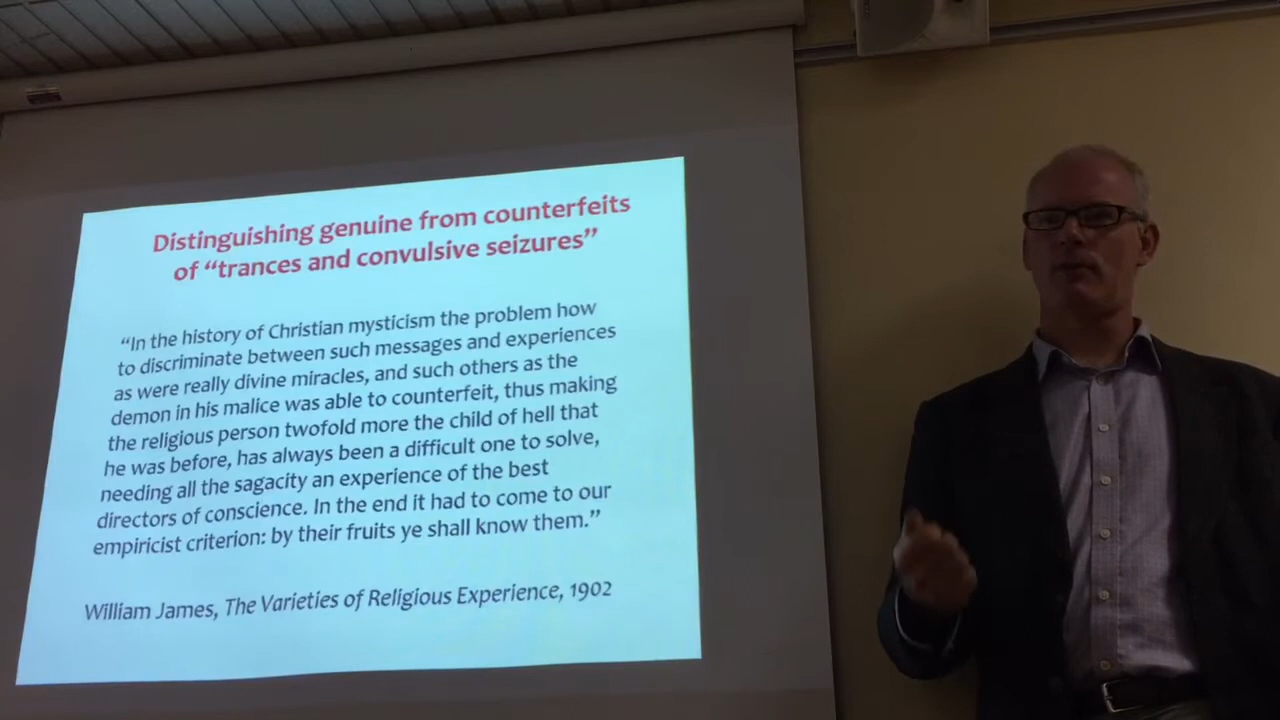 Distinguishing genuine from counterfeits
of “trances and convulsive seizures”
“In the history of Christian mysticism the problem how
to discriminate between such messages and experiences
as were really divine miracles, and such others as the
demon in his malice was able to counterfeit, thus making
the religious person twofold more the child of hell that
he was before, has always been a difficult one to solve,
needing all the sagacity an experience of the best
directors of conscience. In the end it had to come to our
empiricist criterion: by their fruits ye shall know them.”
William James, The Varieties of Religious Experience, 1902